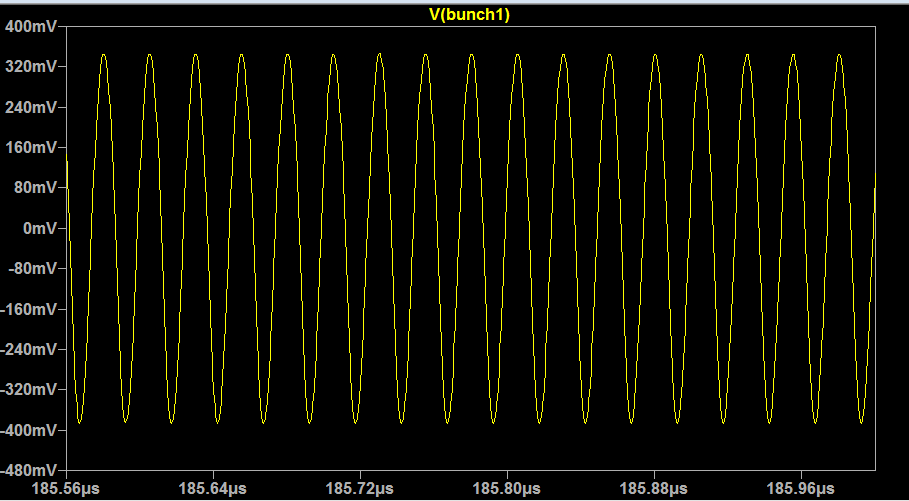 V(bunch1)
400mV
320mV
240mV
160mV
80mV
0mV
-80mV
-160mV
-240mV
-320mV
-400mV
-480mV
185.56µs 185.64µs 185.72µs 185.80µs 185.88µs 185.96µs